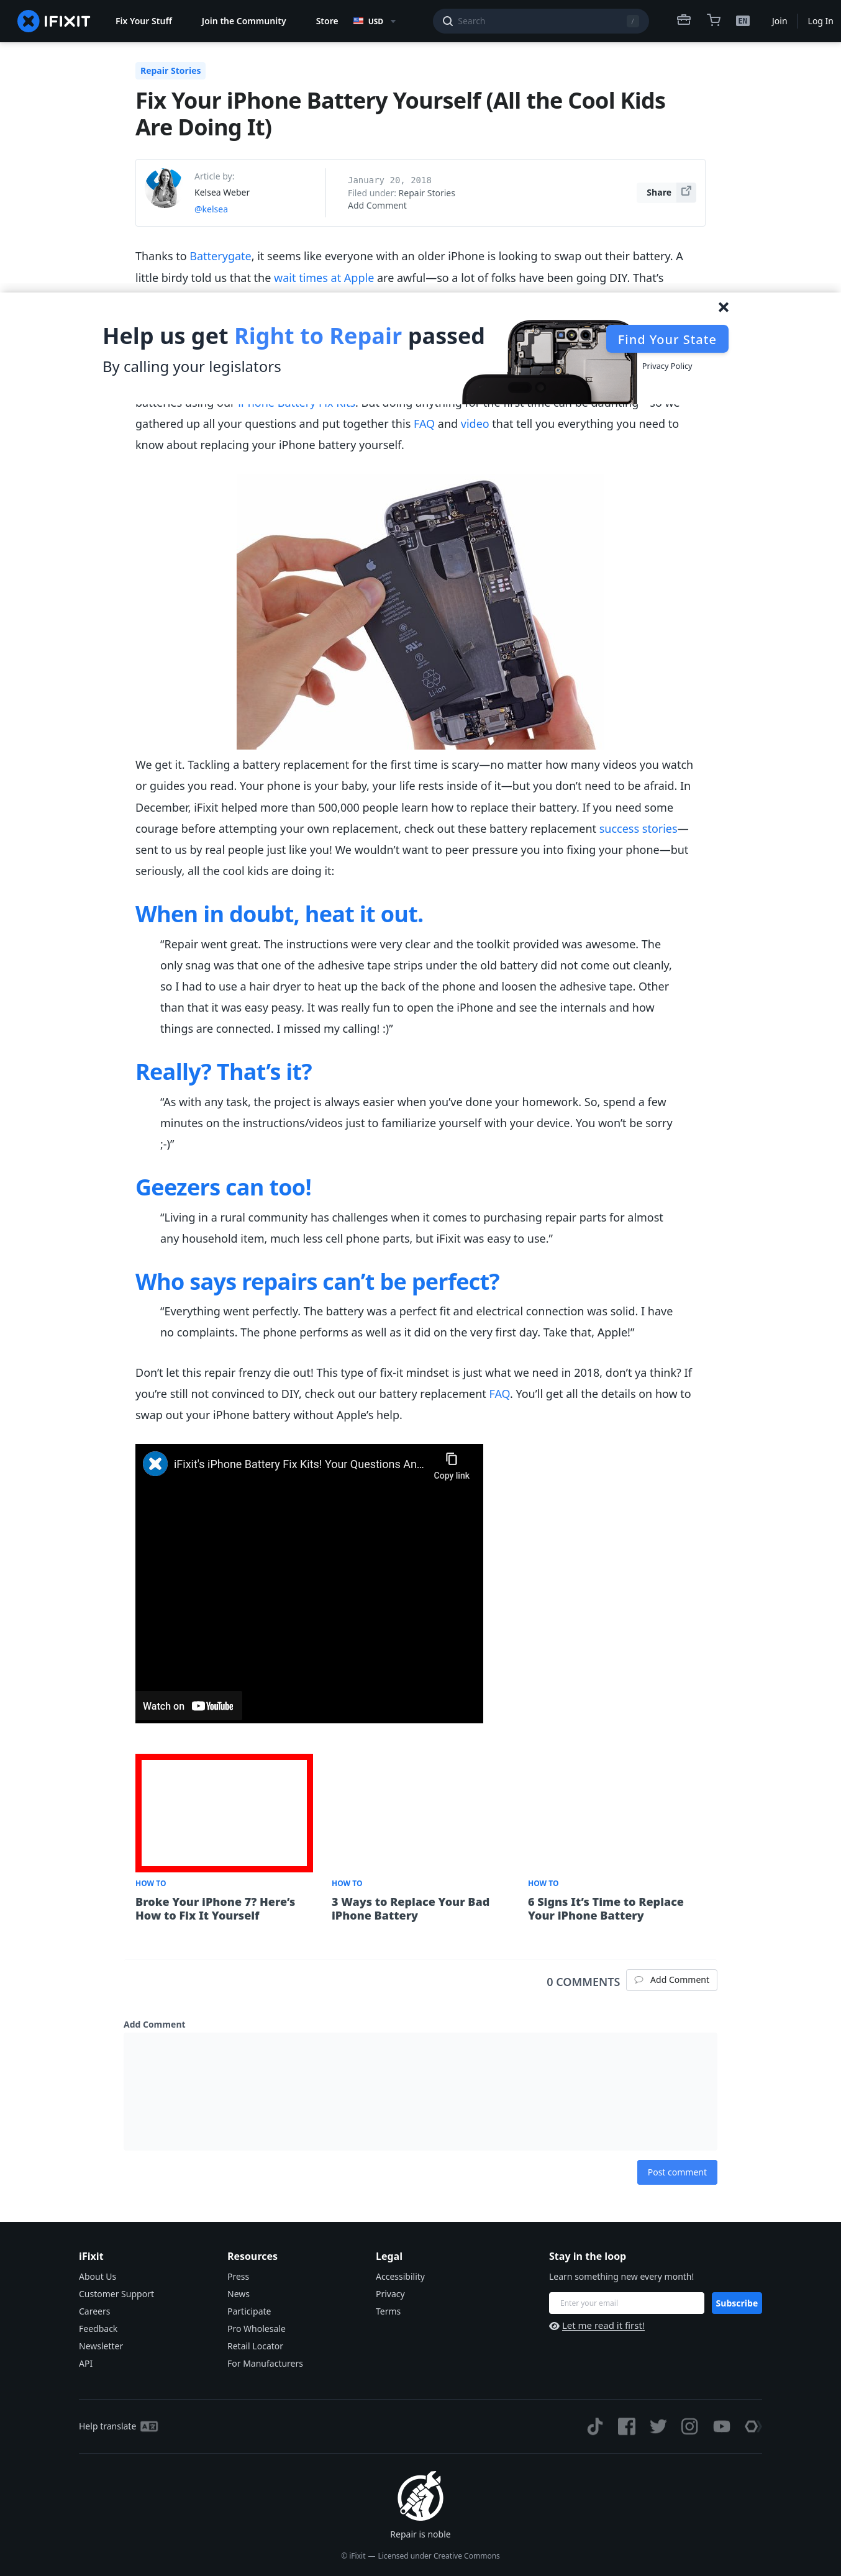 IFIXIT Fix Your Stuff Join the Community Store USD Search / EN Join Log In
Repair Stories
Fix Your iPhone Battery Yourself (All the Cool Kids
Are Doing It)
Article by:
Kelsea Weber
@kelsea
January 20, 2018
Filed under: Repair Stories
Add Comment
Share
Thanks to Batterygate, it seems like everyone with an older iPhone is looking to swap out their battery. A
little birdy told us that the wait times at Apple are awful—so a lot of folks have been going DIY. That’s
Help us get Right to Repair passed
By calling your legislators
Find Your State
Privacy Policy
batteries using our iPhone Battery Fix Kits. But doing anything for the first time can be daunting—so we
gathered up all your questions and put together this FAQ and video that tell you everything you need to
know about replacing your iPhone battery yourself.
Li-ion
We get it. Tackling a battery replacement for the first time is scary—no matter how many videos you watch
or guides you read. Your phone is your baby, your life rests inside of it—but you don’t need to be afraid. In
December, iFixit helped more than 500,000 people learn how to replace their battery. If you need some
courage before attempting your own replacement, check out these battery replacement success stories—
sent to us by real people just like you! We wouldn’t want to peer pressure you into fixing your phone—but
seriously, all the cool kids are doing it:
When in doubt, heat it out.
“Repair went great. The instructions were very clear and the toolkit provided was awesome. The
only snag was that one of the adhesive tape strips under the old battery did not come out cleanly,
so I had to use a hair dryer to heat up the back of the phone and loosen the adhesive tape. Other
than that it was easy peasy. It was really fun to open the iPhone and see the internals and how
things are connected. I missed my calling! :)”
Really? That’s it?
“As with any task, the project is always easier when you’ve done your homework. So, spend a few
minutes on the instructions/videos just to familiarize yourself with your device. You won’t be sorry
;-)”
Geezers can too!
“Living in a rural community has challenges when it comes to purchasing repair parts for almost
any household item, much less cell phone parts, but iFixit was easy to use.”
Who says repairs can’t be perfect?
“Everything went perfectly. The battery was a perfect fit and electrical connection was solid. I have
no complaints. The phone performs as well as it did on the very first day. Take that, Apple!”
Don’t let this repair frenzy die out! This type of fix-it mindset is just what we need in 2018, don’t ya think? If
you’re still not convinced to DIY, check out our battery replacement FAQ. You’ll get all the details on how to
swap out your iPhone battery without Apple’s help.
iFixit's iPhone Battery Fix Kits! Your Questions An...
Copy link
Watch on YouTube
HOW TO
Broke Your iPhone 7? Here’s
How to Fix It Yourself
HOW TO
3 Ways to Replace Your Bad
iPhone Battery
HOW TO
6 Signs It’s Time to Replace
Your iPhone Battery
0 COMMENTS Add Comment
Add Comment
Post comment
iFixit
About Us
Customer Support
Careers
Feedback
Newsletter
API
Resources
Press
News
Participate
Pro Wholesale
Retail Locator
For Manufacturers
Legal
Accessibility
Privacy
Terms
Stay in the loop
Learn something new every month!
Enter your email Subscribe
Let me read it first!
Help translate
Repair is noble
© iFixit — Licensed under Creative Commons